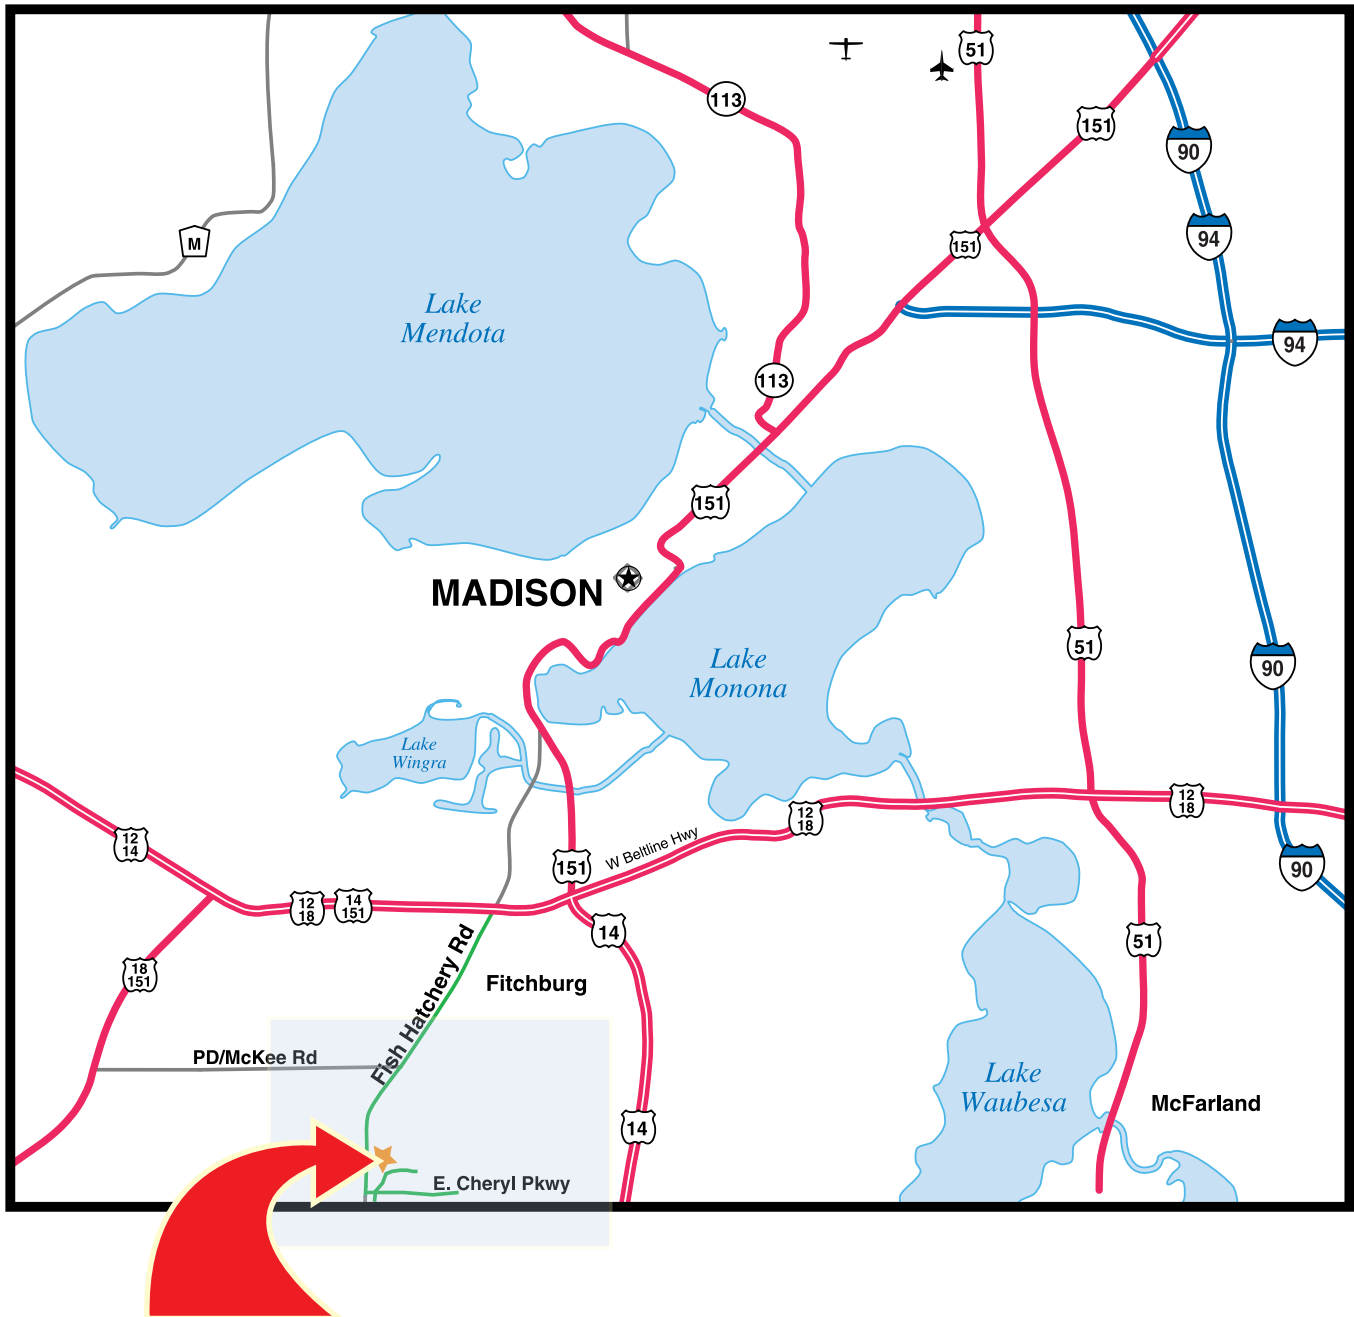 51
113
151
90
M
94
151
Lake
Mendota
94
113
151
MADISON
51
Lake
Monona
90
Lake
Wingra
12
14
12
18
12
18
W Beltline Hwy
151
90
12
18
14
151
14
51
18
151
Fish Hatchery Rd
Fitchburg
PD/McKee Rd
Lake
Waubesa
McFarland
14
E. Cheryl Pkwy